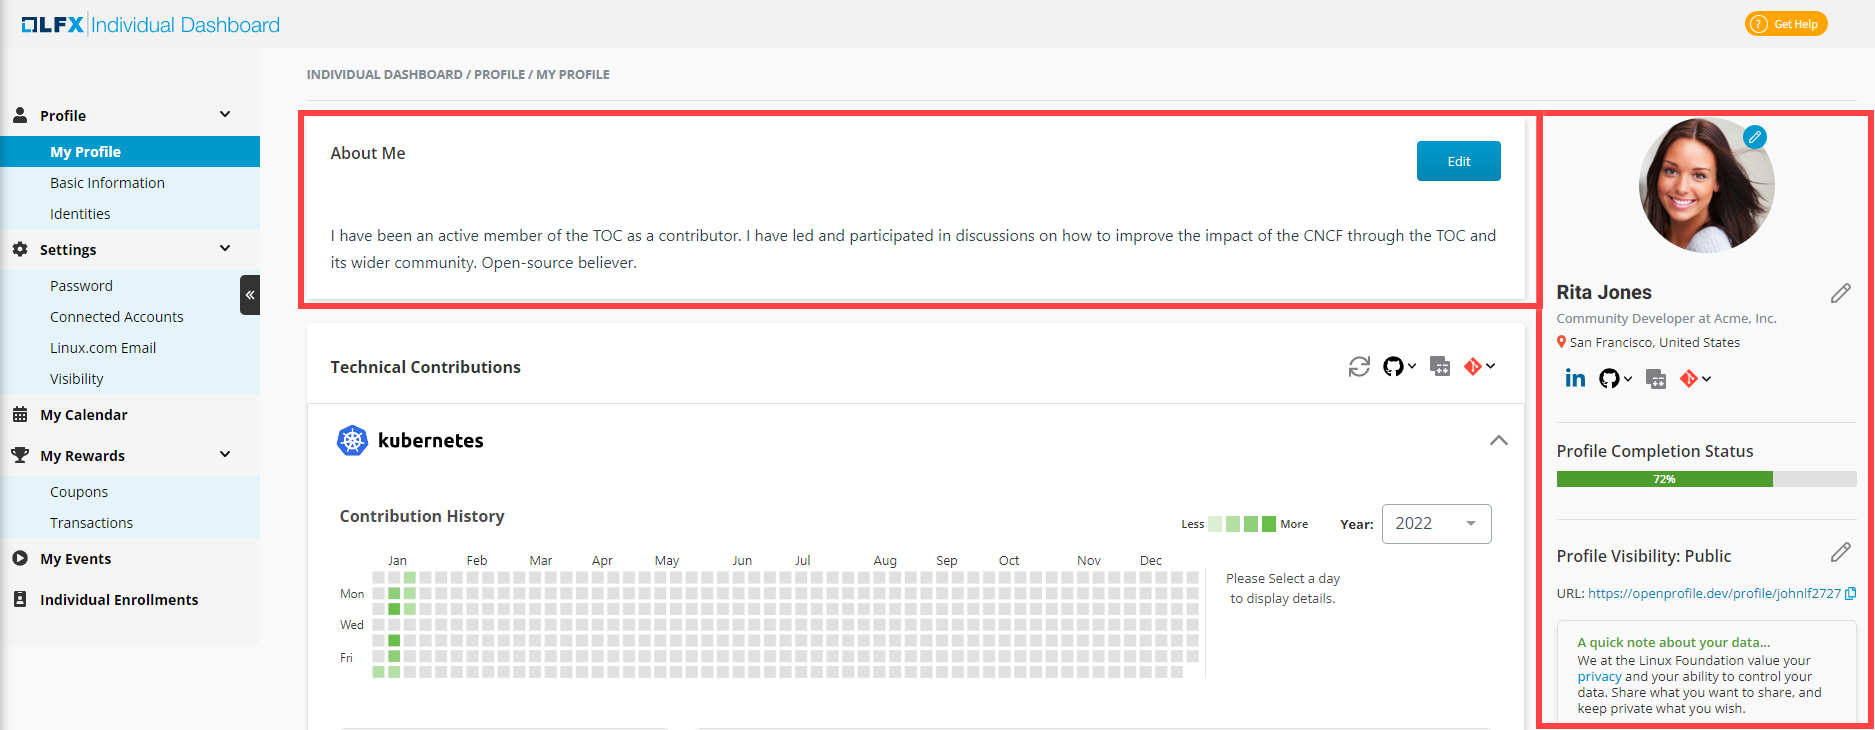 LFX Individual Dashboard
? Get Help
INDIVIDUAL DASHBOARD / PROFILE / MY PROFILE
Profile
My Profile
Basic Information
Identities
Settings
Password
Connected Accounts
Linux.com Email
Visibility
My Calendar
My Rewards
Coupons
Transactions
My Events
Individual Enrollments
About Me
Edit
I have been an active member of the TOC as a contributor. I have led and participated in discussions on how to improve the impact of the CNCF through the TOC and
its wider community. Open-source believer.
Technical Contributions
kubernetes
Contribution History
Less More Year: 2022
Jan Feb Mar Apr May Jun Jul Aug Sep Oct Nov Dec
Mon
Wed
Fri
Please Select a day
to display details.
Rita Jones
Community Developer at Acme, Inc.
San Francisco, United States
in
Profile Completion Status
72%
Profile Visibility: Public
URL: https://openprofile.dev/profile/johnlf2727
A quick note about your data...
We at the Linux Foundation value your
privacy and your ability to control your
data. Share what you want to share, and
keep private what you wish.